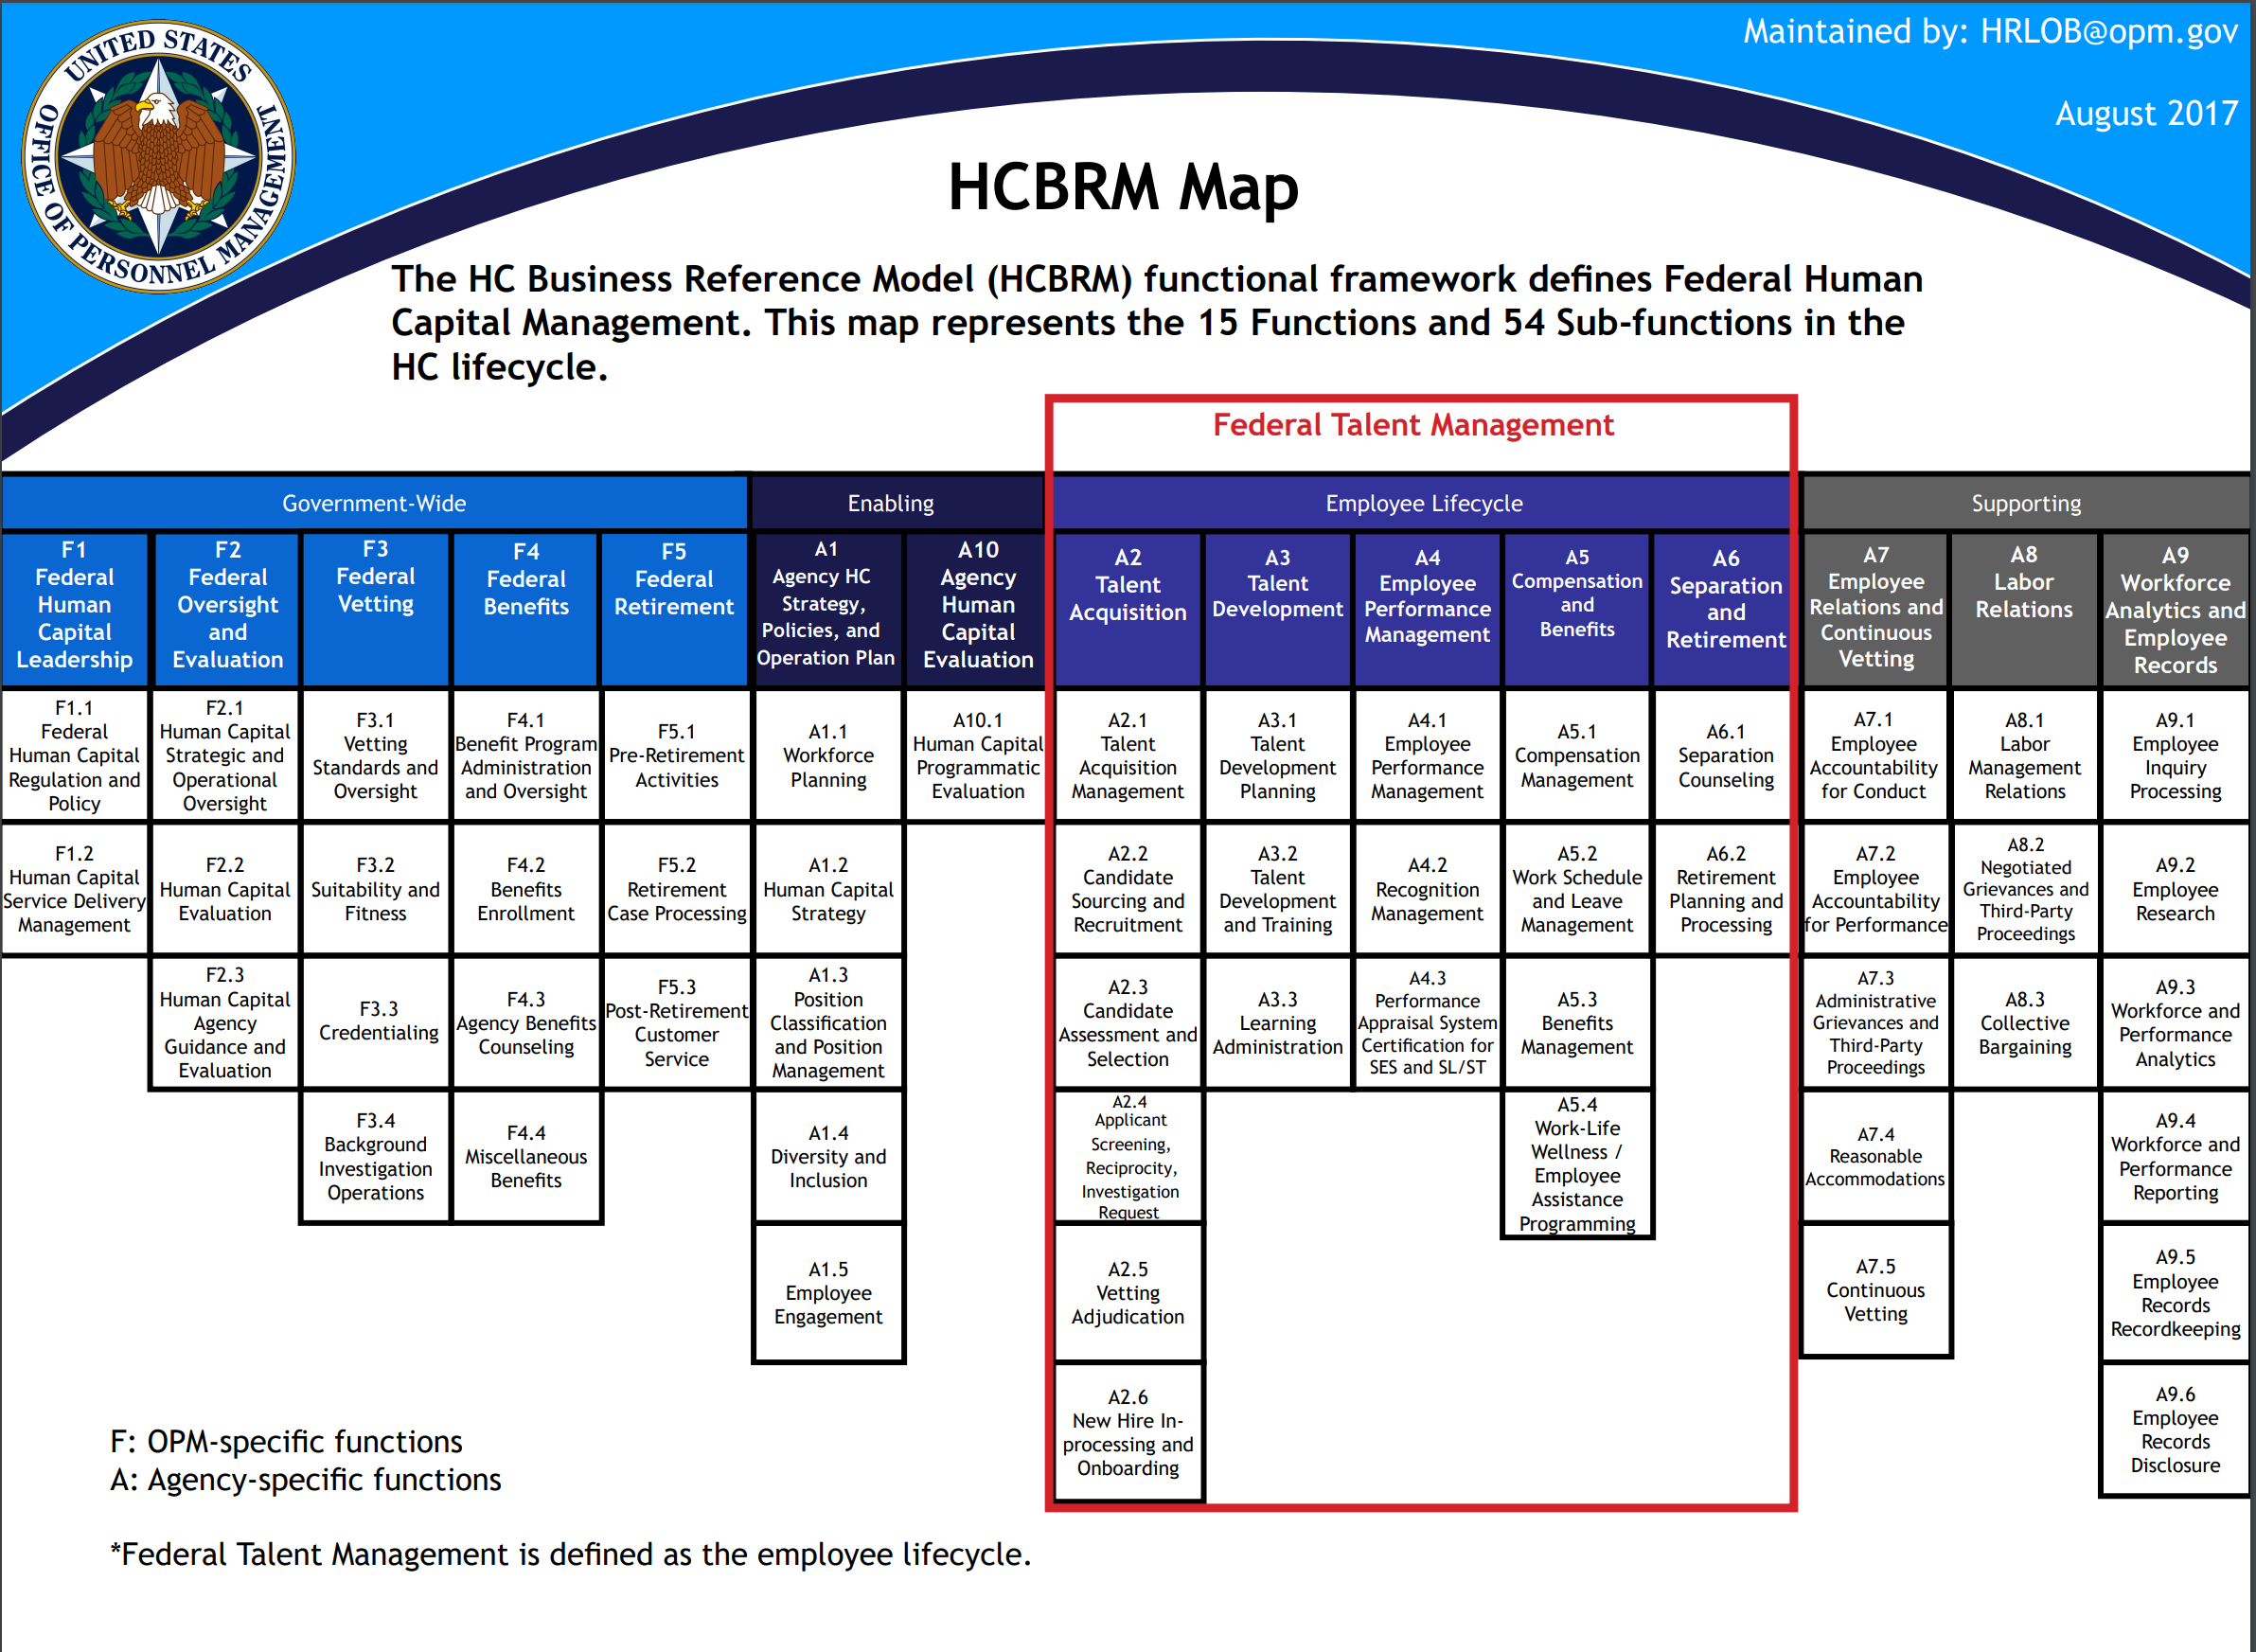 UNITED STATES
OFFICE OF PERSONNEL MANAGEMENT
Maintained by: HRLOB@opm.gov
August 2017
HCBRM Map
The HC Business Reference Model (HCBRM) functional framework defines Federal Human
Capital Management. This map represents the 15 Functions and 54 Sub-functions in the
HC lifecycle.
Federal Talent Management
Government-Wide
Enabling
Employee Lifecycle
Supporting
F1
Federal
Human
Capital
Leadership
F2
Federal
Oversight
and
Evaluation
F3
Federal
Vetting
F4
Federal
Benefits
F5
Federal
Retirement
A1
Agency HC
Strategy,
Policies, and
Operation Plan
A10
Agency
Human
Capital
Evaluation
A2
Talent
Acquisition
A3
Talent
Development
A4
Employee
Performance
Management
A5
Compensation
and
Benefits
A6
Separation
and
Retirement
A7
Employee
Relations and
Continuous
Vetting
A8
Labor
Relations
A9
Workforce
Analytics and
Employee
Records
F1.1
Federal
Human Capital
Regulation and
Policy
F2.1
Human Capital
Strategic and
Operational
Oversight
F3.1
Vetting
Standards and
Oversight
F4.1
Benefit Program
Administration
and Oversight
F5.1
Pre-Retirement
Activities
A1.1
Workforce
Planning
A10.1
Human Capital
Programmatic
Evaluation
A2.1
Talent
Acquisition
Management
A3.1
Talent
Development
Planning
A4.1
Employee
Performance
Management
A5.1
Compensation
Management
A6.1
Separation
Counseling
A7.1
Employee
Accountability
for Conduct
A8.1
Labor
Management
Relations
A9.1
Employee
Inquiry
Processing
F1.2
Human Capital
Service Delivery
Management
F2.2
Human Capital
Evaluation
F3.2
Suitability and
Fitness
F4.2
Benefits
Enrollment
F5.2
Retirement
Case Processing
A1.2
Human Capital
Strategy
A2.2
Candidate
Sourcing and
Recruitment
A3.2
Talent
Development
and Training
A4.2
Recognition
Management
A5.2
Work Schedule
and Leave
Management
A6.2
Retirement
Planning and
Processing
A7.2
Employee
Accountability
for Performance
A8.2
Negotiated
Grievances and
Third-Party
Proceedings
A9.2
Employee
Research
F2.3
Human Capital
Agency
Guidance and
Evaluation
F3.3
Credentialing
F4.3
Agency Benefits
Counseling
F5.3
Post-Retirement
Customer
Service
A1.3
Position
Classification
and Position
Management
A2.3
Candidate
Assessment and
Selection
A3.3
Learning
Administration
A4.3
Performance
Appraisal System
Certification for
SES and SL/ST
A5.3
Benefits
Management
A7.3
Administrative
Grievances and
Third-Party
Proceedings
A8.3
Collective
Bargaining
A9.3
Workforce and
Performance
Analytics
F3.4
Background
Investigation
Operations
F4.4
Miscellaneous
Benefits
A1.4
Diversity and
Inclusion
A2.4
Applicant
Screening,
Reciprocity,
Investigation
Request
A5.4
Work-Life
Wellness /
Employee
Assistance
Programming
A7.4
Reasonable
Accommodations
A9.4
Workforce and
Performance
Reporting
A1.5
Employee
Engagement
A2.5
Vetting
Adjudication
A7.5
Continuous
Vetting
A9.5
Employee
Records
Recordkeeping
A2.6
New Hire In-
processing and
Onboarding
A9.6
Employee
Records
Disclosure
F: OPM-specific functions
A: Agency-specific functions
*Federal Talent Management is defined as the employee lifecycle.